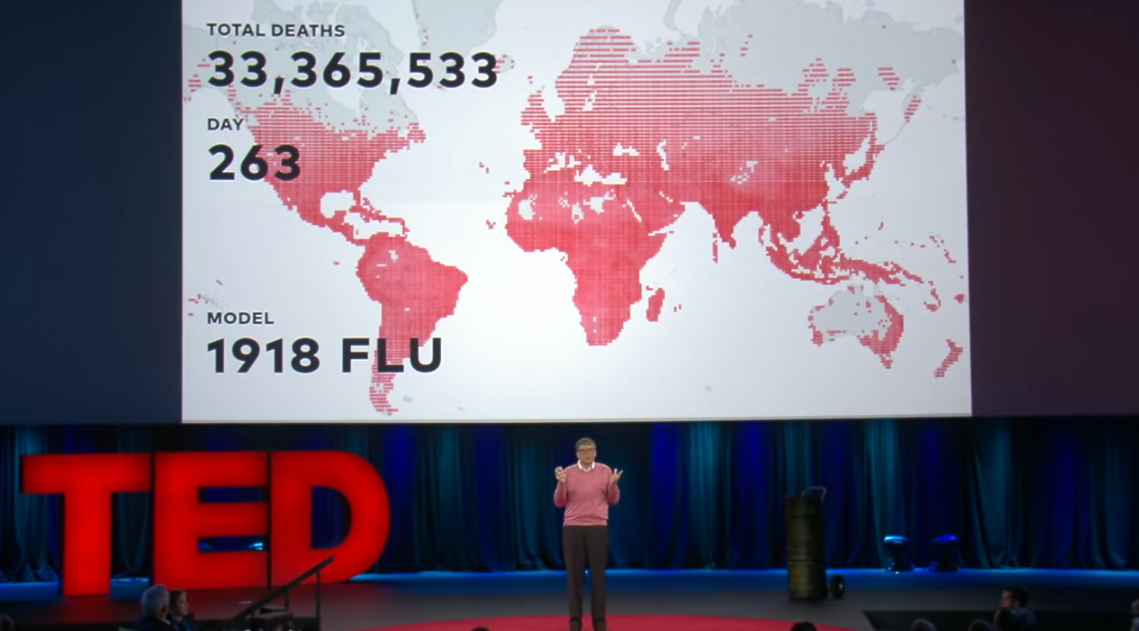 TOTAL DEATHS
33,365,533
DAY
263
MODEL
1918 FLU
TED